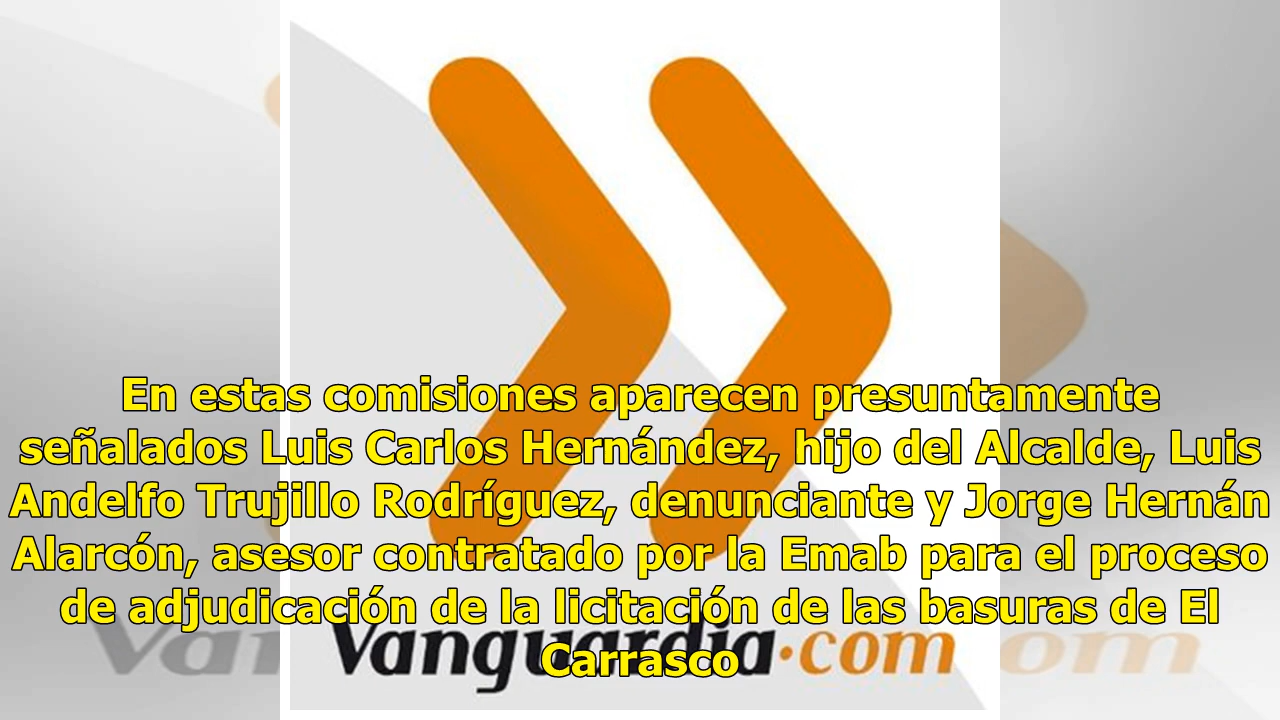 En estas comisiones aparecen presuntamente
señalados Luis Carlos Hernández, hijo del Alcalde, Luis
Andelfo Trujillo Rodríguez, denunciante y Jorge Hernán
Alarcón, asesor contratado por la Emab para el proceso
de adjudicación de la licitación de las basuras de El
Carrasco
Vanguardia.com
Van
om